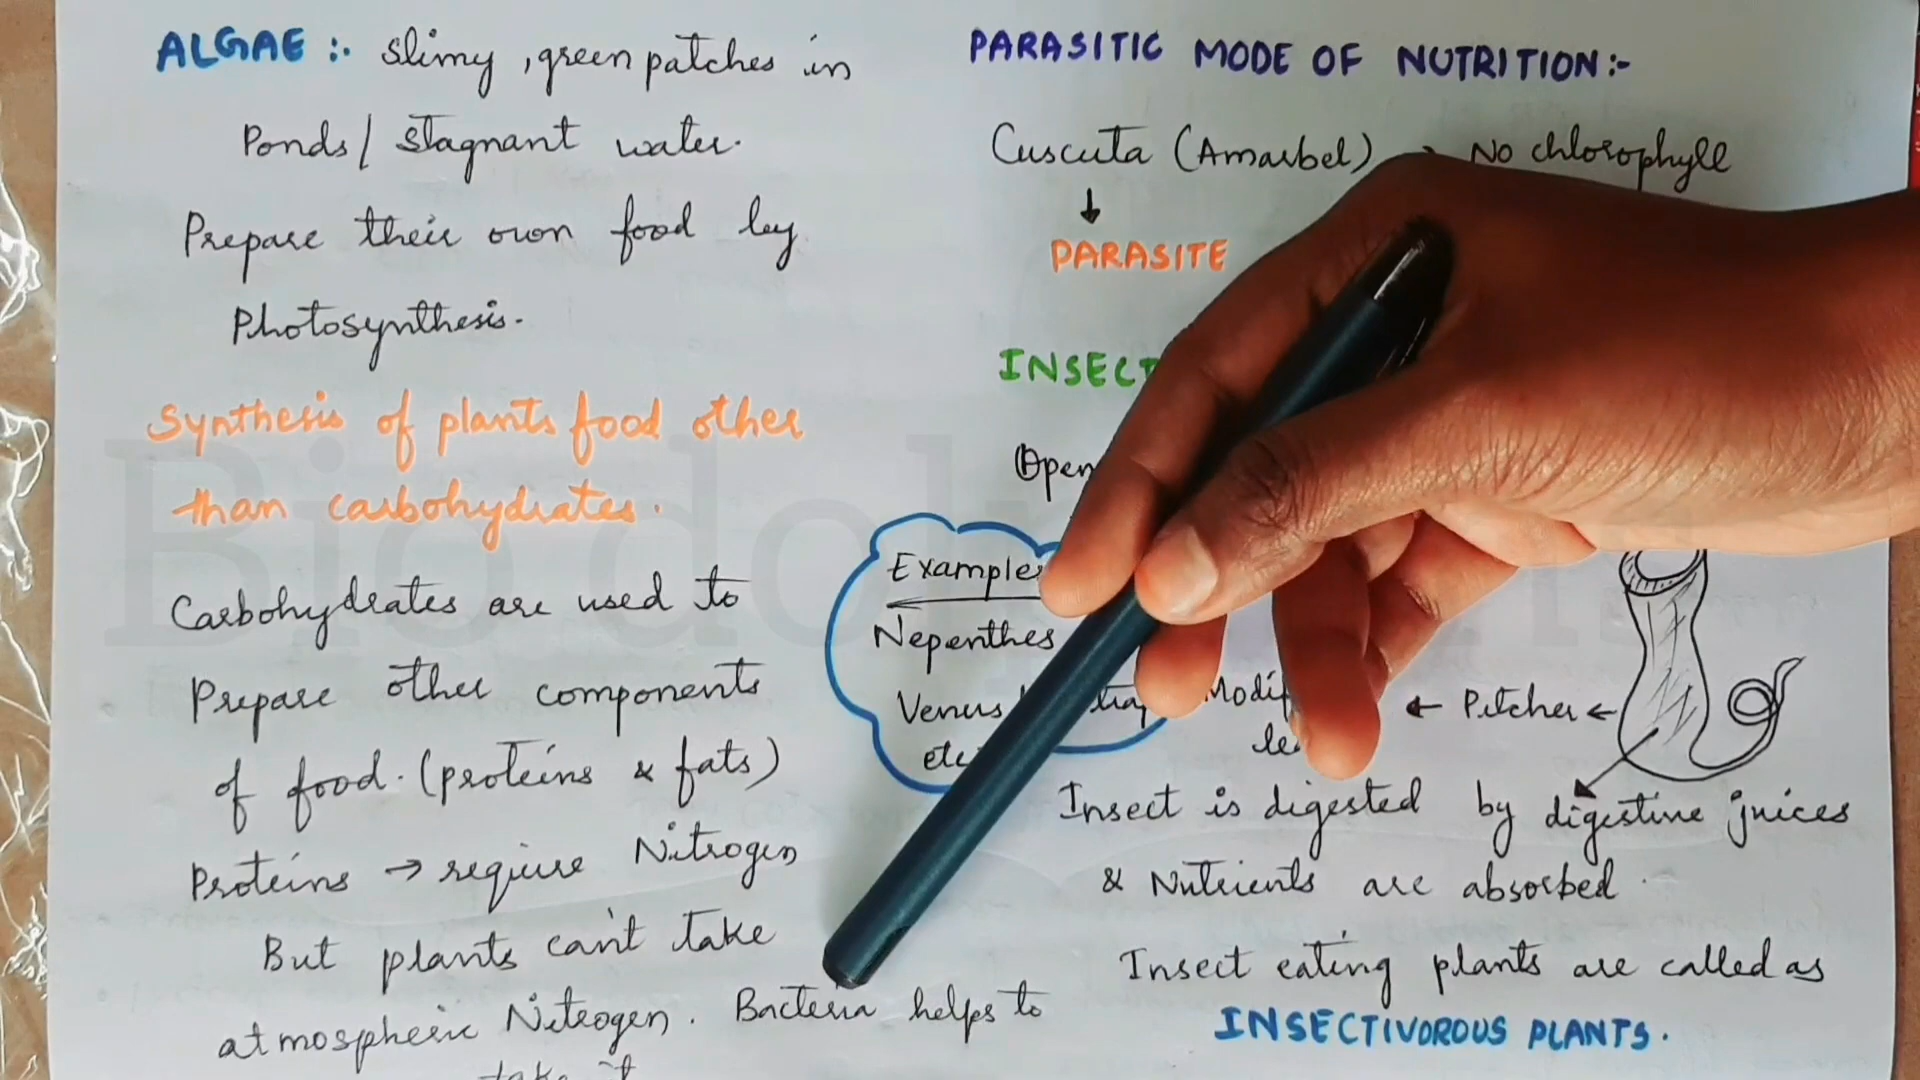 ALGAE :- Slimy, green patches in
Ponds/ stagnant water.
Prepare their own food by
Photosynthesis.
Synthesis of plants food other
than carbohydrates.
Carbohydrates are used to
Prepare other components
of food. (proteins & fats)
Proteins → require Nitrogen
But plants can't take
atmospheric Nitrogen. Bacteria helps to
take it
PARASITIC MODE OF NUTRITION:-
Cuscuta (Amarbel) No chlorophyll
↓
PARASITE
Examples
Nepenthes
Venus trap
etc
← Pitcher ←
Insect is digested by digestive juices
& Nutrients are absorbed.
Insect eating plants are called as
INSECTIVOROUS PLANTS.